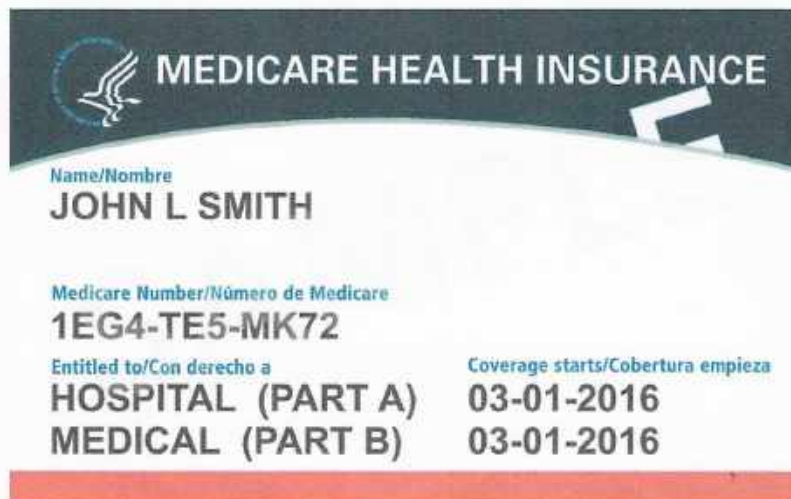 MEDICARE HEALTH INSURANCE
Name/Nombre
JOHN L SMITH
Medicare Number/Número de Medicare
1EG4-TE5-MK72
Entitled to/Con derecho a Coverage starts/Cobertura empieza
HOSPITAL (PART A) 03-01-2016
MEDICAL (PART B) 03-01-2016